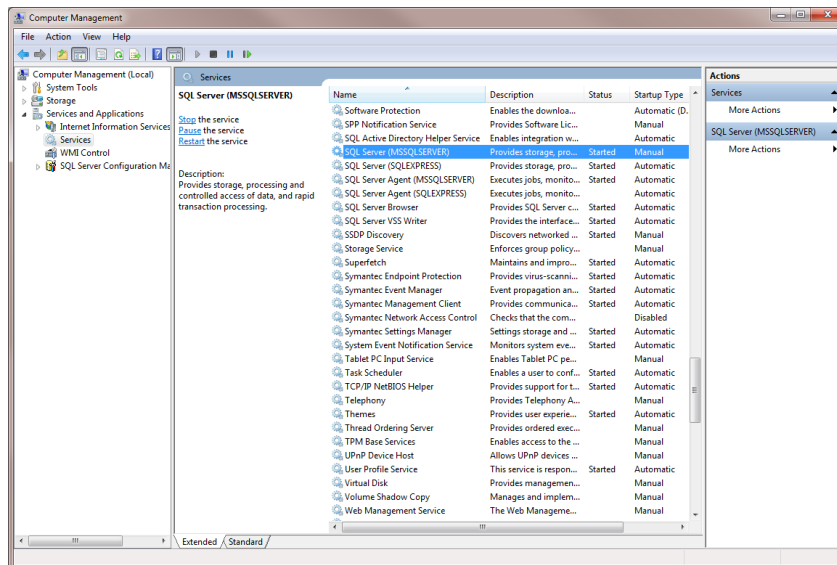 Computer Management
File Action View Help
Computer Management (Local)
System Tools
Storage
Services and Applications
Internet Information Services
Services
WMI Control
SQL Server Configuration Ma
Services
SQL Server (MSSQLSERVER)
Stop the service
Pause the service
Restart the service
Description:
Provides storage, processing and
controlled access of data, and rapid
transaction processing.
Name Description Status Startup Type
Software Protection Enables the downloa... Automatic (D.
SPP Notification Service Provides Software Lic... Manual
SQL Active Directory Helper Service Enables integration w... Automatic
SQL Server (MSSQLSERVER) Provides storage, pro... Started Manual
SQL Server (SQLEXPRESS) Provides storage, pro... Started Automatic
SQL Server Agent (MSSQLSERVER) Executes jobs, monito... Started Automatic
SQL Server Agent (SQLEXPRESS) Executes jobs, monito... Automatic
SQL Server Browser Provides SQL Server c... Started Automatic
SQL Server VSS Writer Provides the interface... Started Automatic
SSDP Discovery Discovers networked ... Started Manual
Storage Service Enforces group policy... Manual
Superfetch Maintains and impro... Started Automatic
Symantec Endpoint Protection Provides virus-scanni... Started Automatic
Symantec Event Manager Event propagation an... Started Automatic
Symantec Management Client Provides communica... Started Automatic
Symantec Network Access Control Checks that the com... Disabled
Symantec Settings Manager Settings storage and ... Started Automatic
System Event Notification Service Monitors system eve... Started Automatic
Tablet PC Input Service Enables Tablet PC pe... Manual
Task Scheduler Enables a user to conf... Started Automatic
TCP/IP NetBIOS Helper Provides support for t... Started Automatic
Telephony Provides Telephony A... Manual
Themes Provides user experie... Started Automatic
Thread Ordering Server Provides ordered exec... Manual
TPM Base Services Enables access to the ... Manual
UPnP Device Host Allows UPnP devices ... Manual
User Profile Service This service is respon... Started Automatic
Virtual Disk Provides managemen... Manual
Volume Shadow Copy Manages and implem... Manual
Web Management Service The Web Manageme... Manual
Extended Standard
Actions
Services
More Actions
SQL Server (MSSQLSERVER)
More Actions